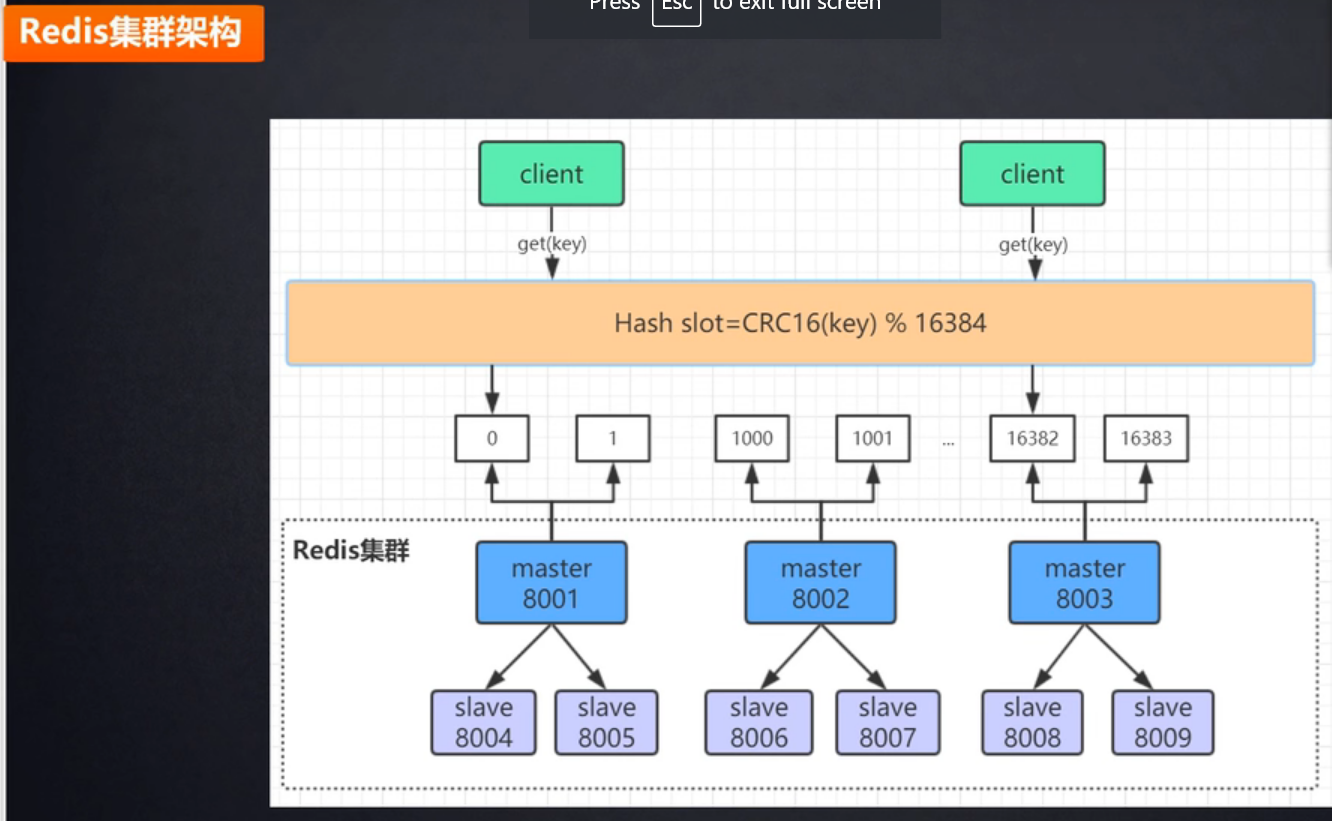 Press Esc to exit full screen
Redis集群架构
client
client
get(key)
get(key)
Hash slot=CRC16(key) % 16384
0
1
1000
1001
...
16382
16383
Redis集群
master
8001
master
8002
master
8003
slave
8004
slave
8005
slave
8006
slave
8007
slave
8008
slave
8009